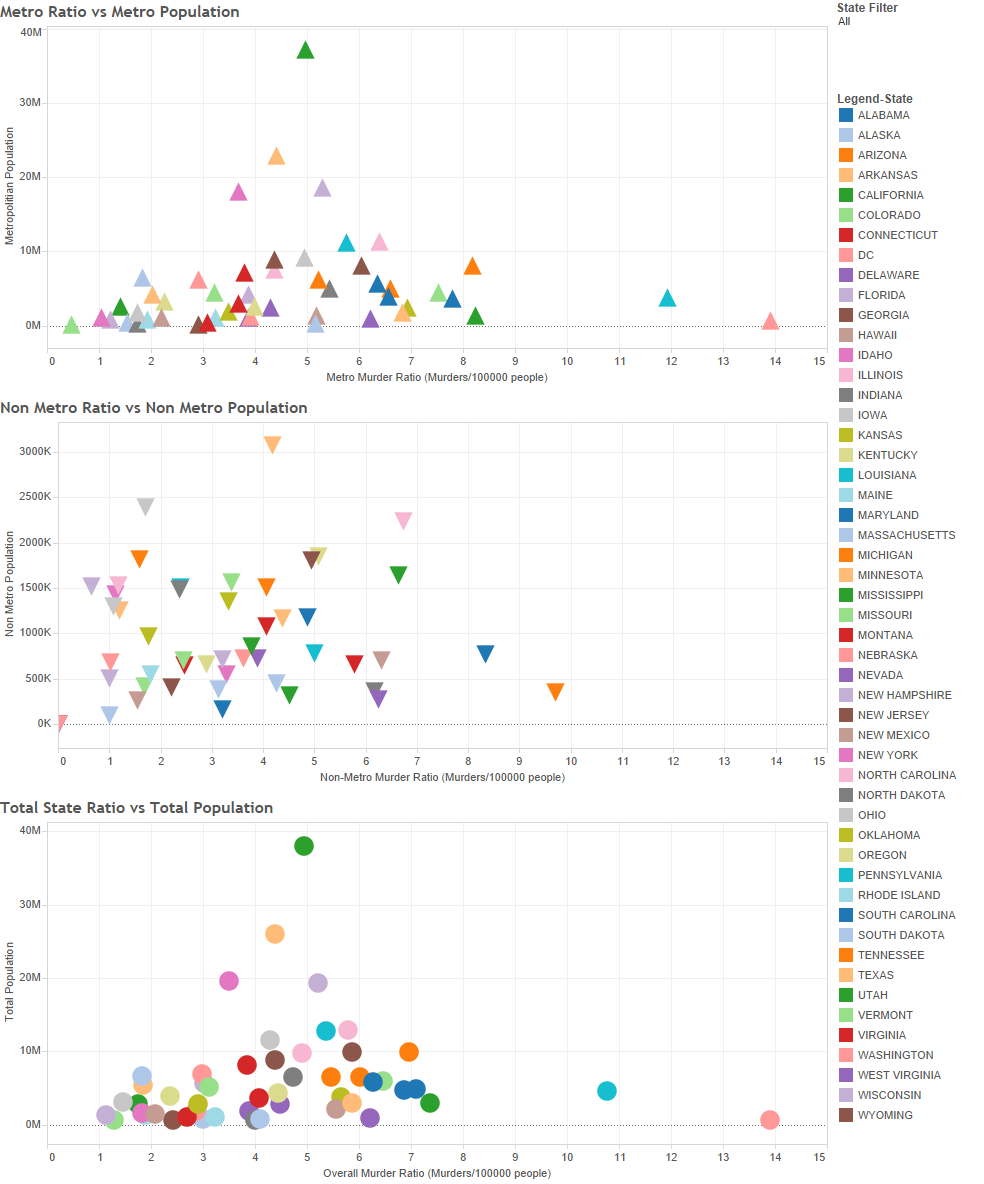 Metro Ratio vs Metro Population
40M
30M
20M
10M
0M
Metropolitian Population
0 1 2 3 4 5 6 7 8 9 10 11 12 13 14 15
Metro Murder Ratio (Murders/100000 people)
Non Metro Ratio vs Non Metro Population
3000K
2500K
2000K
1500K
1000K
500K
0K
Non Metro Population
0 1 2 3 4 5 6 7 8 9 10 11 12 13 14 15
Non-Metro Murder Ratio (Murders/100000 people)
Total State Ratio vs Total Population
40M
30M
20M
10M
0M
Total Population
0 1 2 3 4 5 6 7 8 9 10 11 12 13 14 15
Overall Murder Ratio (Murders/100000 people)
State Filter
All
Legend-State
ALABAMA
ALASKA
ARIZONA
ARKANSAS
CALIFORNIA
COLORADO
CONNECTICUT
DC
DELAWARE
FLORIDA
GEORGIA
HAWAII
IDAHO
ILLINOIS
INDIANA
IOWA
KANSAS
KENTUCKY
LOUISIANA
MAINE
MARYLAND
MASSACHUSETTS
MICHIGAN
MINNESOTA
MISSISSIPPI
MISSOURI
MONTANA
NEBRASKA
NEVADA
NEW HAMPSHIRE
NEW JERSEY
NEW MEXICO
NEW YORK
NORTH CAROLINA
NORTH DAKOTA
OHIO
OKLAHOMA
OREGON
PENNSYLVANIA
RHODE ISLAND
SOUTH CAROLINA
SOUTH DAKOTA
TENNESSEE
TEXAS
UTAH
VERMONT
VIRGINIA
WASHINGTON
WEST VIRGINIA
WISCONSIN
WYOMING